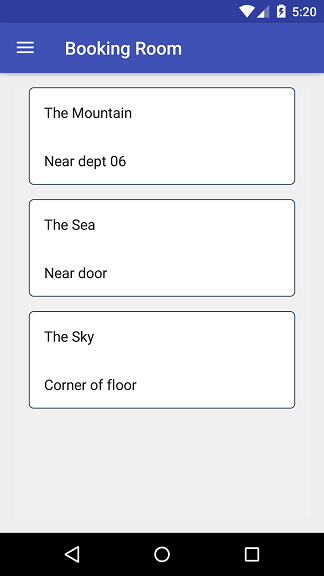 5:20
Booking Room
The Mountain
Near dept 06
The Sea
Near door
The Sky
Corner of floor